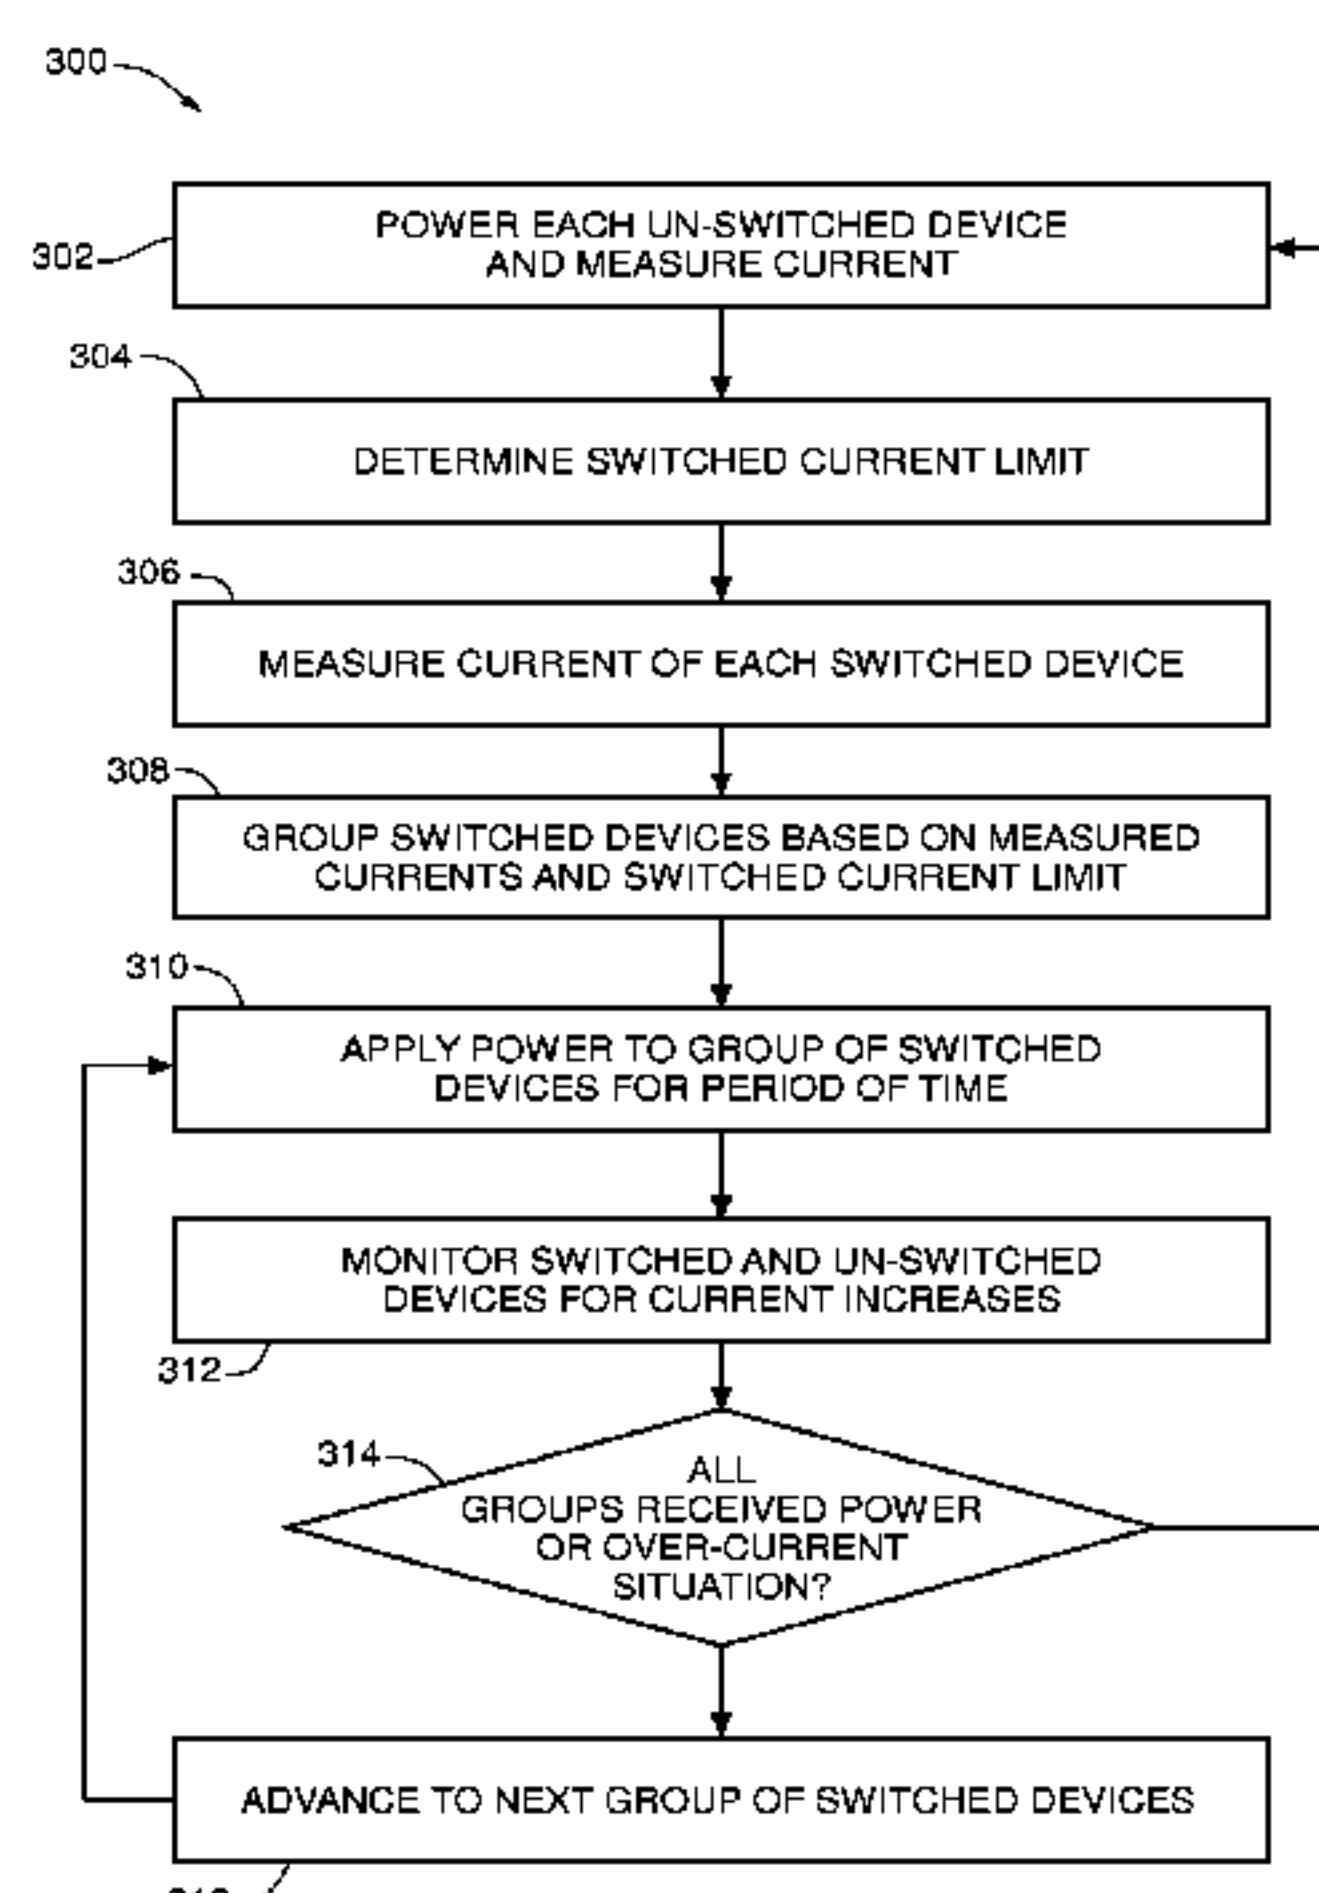 300
302
POWER EACH UN-SWITCHED DEVICE
AND MEASURE CURRENT
304
DETERMINE SWITCHED CURRENT LIMIT
306
MEASURE CURRENT OF EACH SWITCHED DEVICE
308
GROUP SWITCHED DEVICES BASED ON MEASURED
CURRENTS AND SWITCHED CURRENT LIMIT
310
APPLY POWER TO GROUP OF SWITCHED
DEVICES FOR PERIOD OF TIME
MONITOR SWITCHED AND UN-SWITCHED
DEVICES FOR CURRENT INCREASES
312
314
ALL
GROUPS RECEIVED POWER
OR OVER-CURRENT
SITUATION?
ADVANCE TO NEXT GROUP OF SWITCHED DEVICES